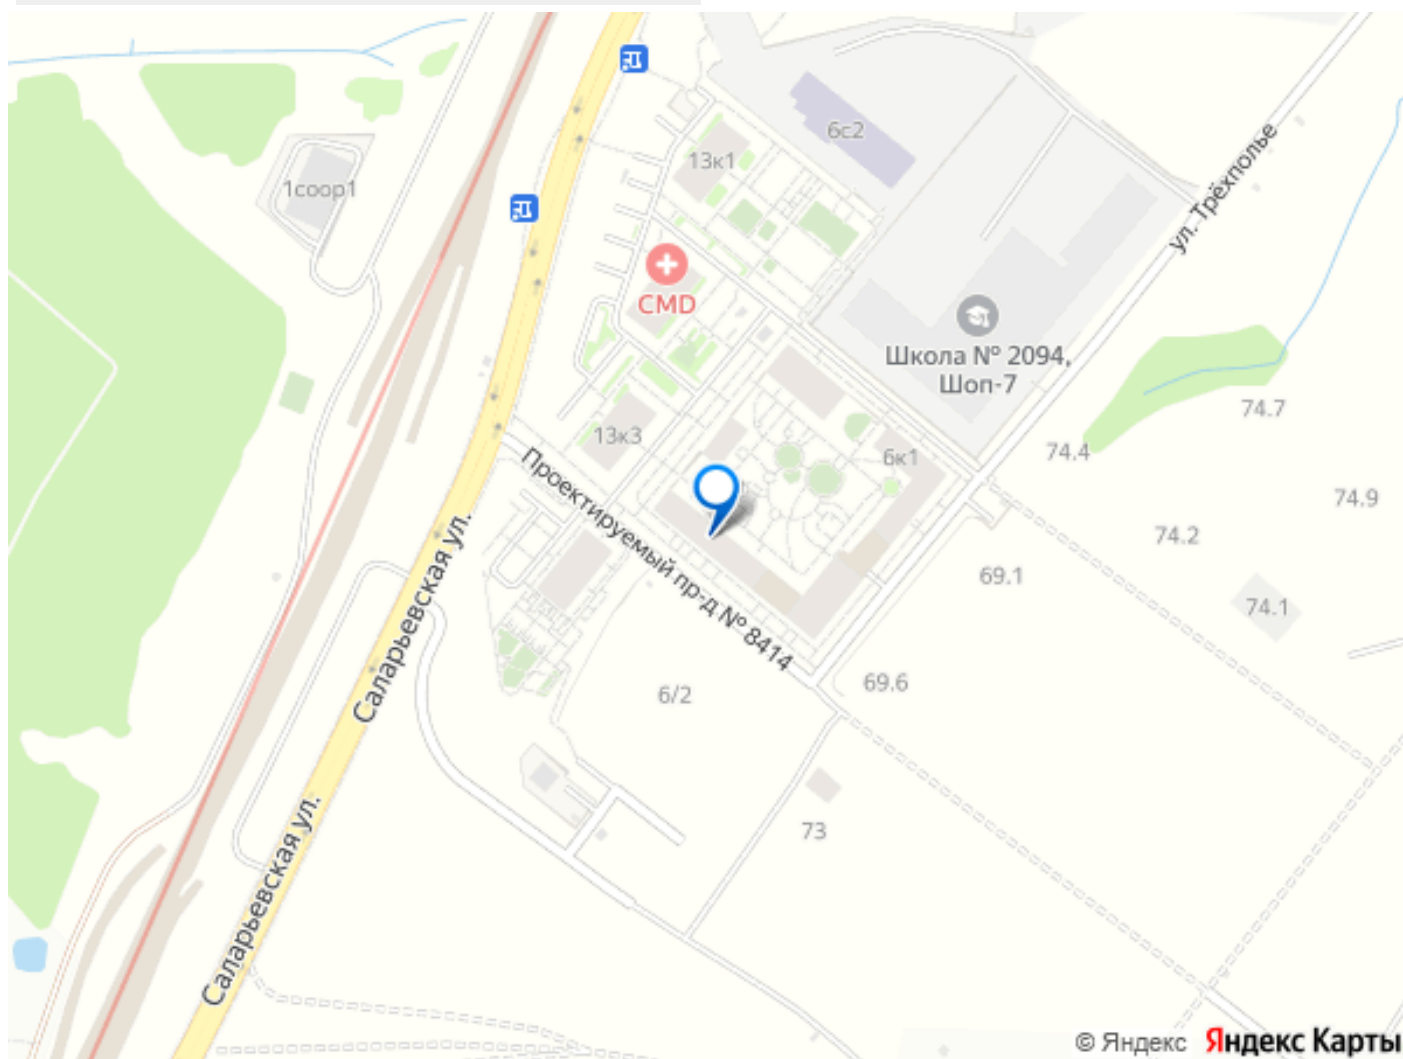 6с2
13к1
ул. Трёхполье
1соор1
CMD
Школа № 2094,
Шоп-7
74.7
13к3
6к1
74.4
74.9
Проектируемый пр-д № 8414
74.2
69.1
74.1
Саларьевская ул.
69.6
6/2
73
Саларьевская ул.
© Яндекс Яндекс Карты